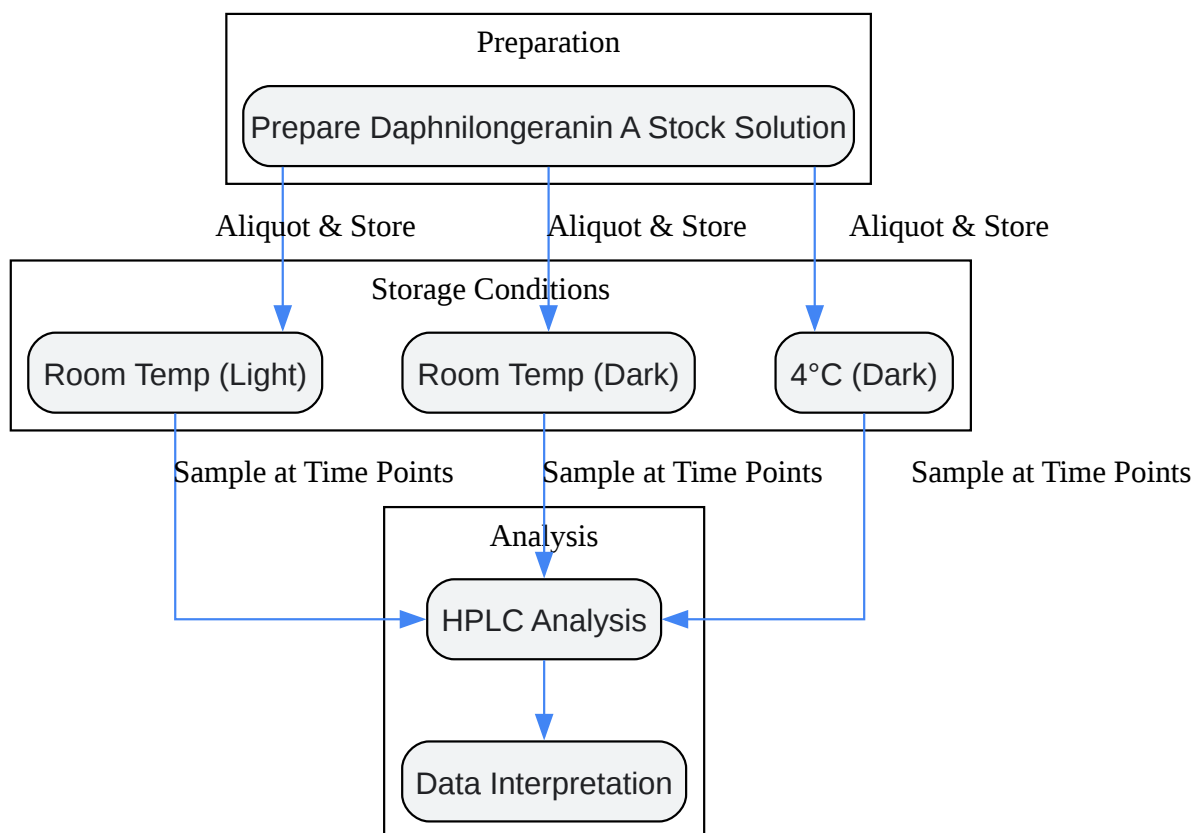 Preparation
Prepare Daphnilongeranin A Stock Solution
Aliquot & Store
Aliquot & Store
Aliquot & Store
Storage Conditions
Room Temp (Light)
Room Temp (Dark)
4°C (Dark)
Sample at Time Points
Sample at Time Points
Sample at Time Points
Analysis
HPLC Analysis
Data Interpretation